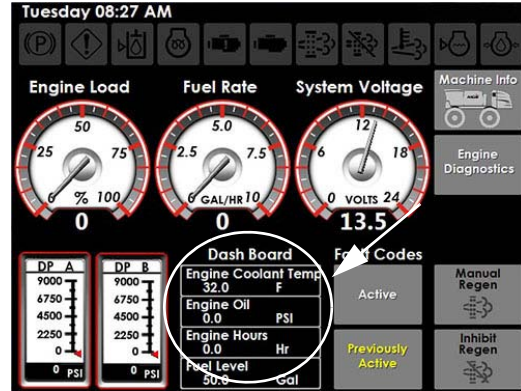 Tuesday 08:27 AM
Engine Load
Fuel Rate
System Voltage
Machine Info
0 25 50 75 100
%
0
0 2.5 5.0 7.5 10
GAL/HR
0
0 6 12 18 24
VOLTS
13.5
Engine
Diagnostics
DP A
9000
6750
4500
2250
0
0 PSI
DP B
9000
6750
4500
2250
0
0 PSI
Dash Board
Engine Coolant Temp
32.0 F
Engine Oil
0.0 PSI
Engine Hours
0.0 Hr
Fuel Level
50.0 Gal
Fault Codes
Active
Previously
Active
Manual
Regen
Inhibit
Regen